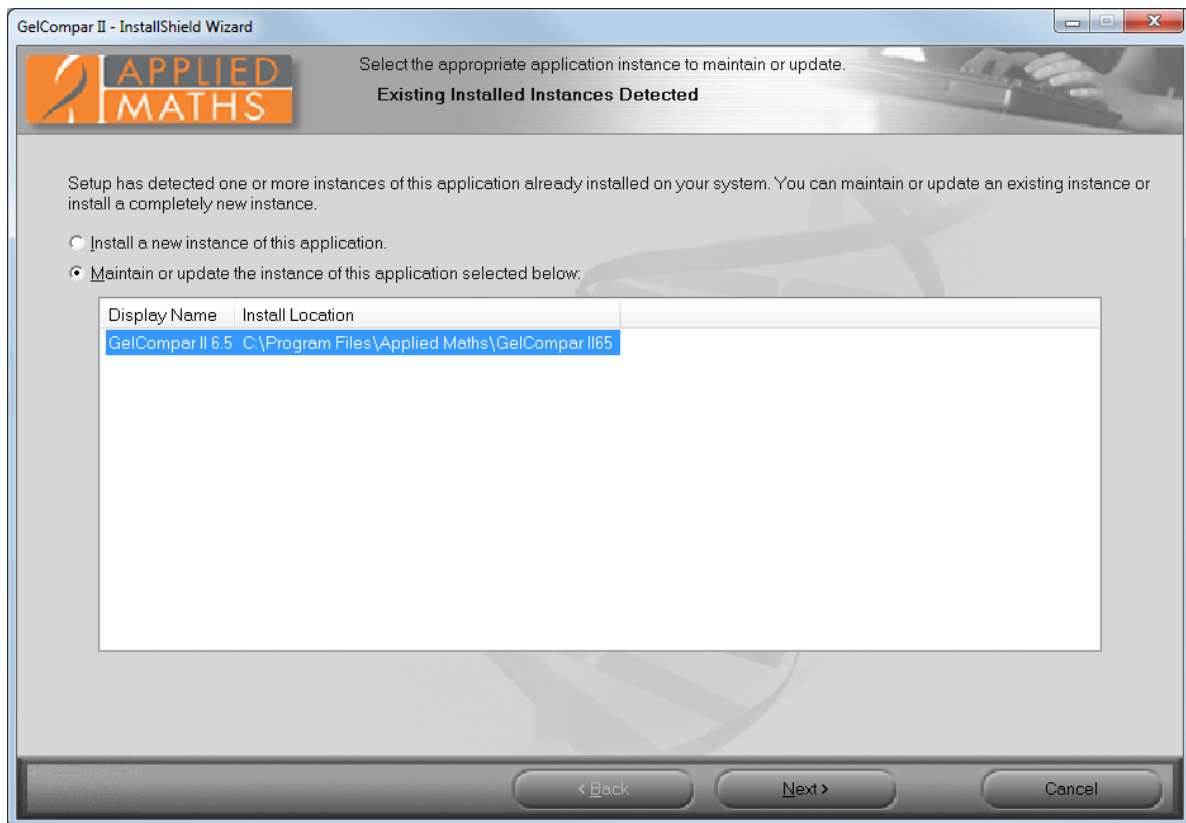 GelCompar II - InstallShield Wizard
APPLIED
MATHS
Select the appropriate application instance to maintain or update.
Existing Installed Instances Detected
Setup has detected one or more instances of this application already installed on your system. You can maintain or update an existing instance or
install a completely new instance.
Install a new instance of this application.
Maintain or update the instance of this application selected below:
Display Name Install Location
GelCompar II 6.5 C:\Program Files\Applied Maths\GelCompar II65
< Back Next > Cancel